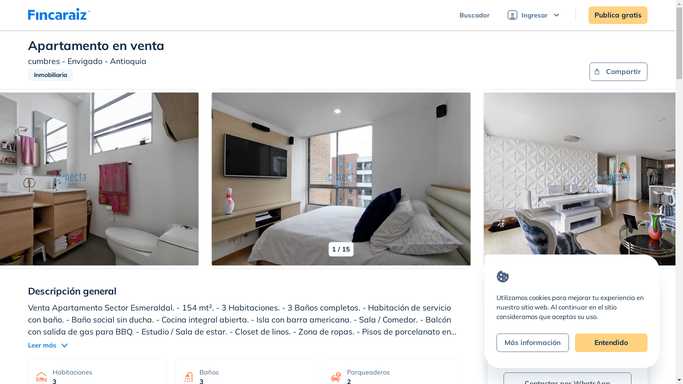 Fincaraiz
Buscador
Ingresar
Publica gratis
Apartamento en venta
cumbres - Envigado - Antioquia
Inmobiliaria
Compartir
1 / 15
Descripción general
Venta Apartamento Sector Esmeraldal. - 154 mt². - 3 Habitaciones. - 3 Baños completos. - Habitación de servicio
con baño. - Baño social sin ducha. - Cocina integral abierta. - Isla con barra americana. - Sala / Comedor. - Balcón
con salida de gas para BBQ. - Estudio / Sala de estar. - Closet de linos. - Zona de ropas. - Pisos de porcelanato en...
Leer más
Habitaciones
3
Baños
3
Parqueaderos
2
Utilizamos cookies para mejorar tu experiencia en
nuestro sitio web. Al continuar en el sitio
consideramos que aceptas su uso.
Más información
Entendido
Contactar por WhatsApp